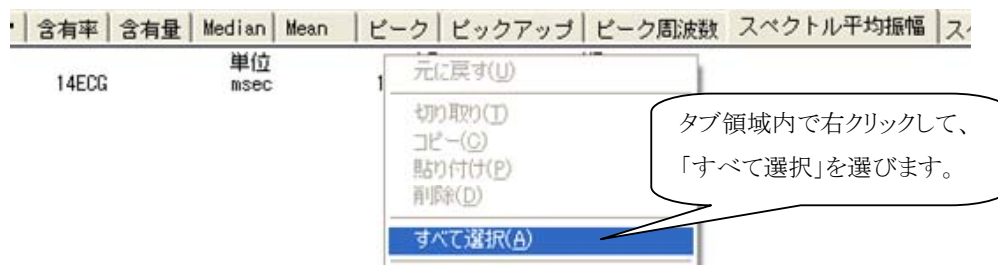 含有率 含有量 Median Mean ピーク ピックアップ ピーク周波数 スペクトル平均振幅
単位
14ECG msec
元に戻す(U)
切り取り(T)
コピー(C)
貼り付け(P)
削除(D)
すべて選択(A)
タブ領域内で右クリックして、
「すべて選択」を選びます。